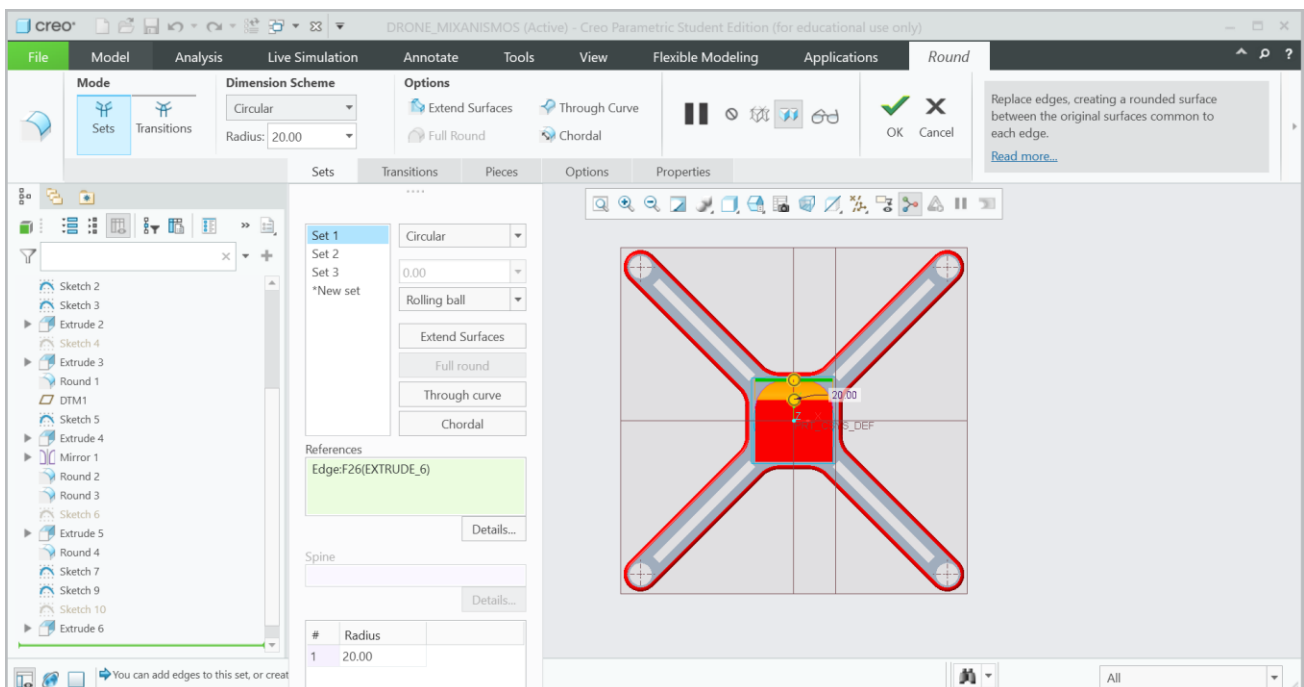 creo®
DRONE_MIXANISMOS (Active) - Creo Parametric Student Edition (for educational use only)
File Model Analysis Live Simulation Annotate Tools View Flexible Modeling Applications Round
Mode
Sets
Transitions
Dimension Scheme
Circular
Radius: 20.00
Options
Extend Surfaces
Through Curve
Full Round
Chordal
OK
Cancel
Replace edges, creating a rounded surface
between the original surfaces common to
each edge.
Read more...
Sets Transitions Pieces Options Properties
Sketch 2
Sketch 3
Extrude 2
Sketch 4
Extrude 3
Round 1
DTM1
Sketch 5
Extrude 4
Mirror 1
Round 2
Round 3
Sketch 6
Extrude 5
Round 4
Sketch 7
Sketch 9
Sketch 10
Extrude 6
Set 1
Set 2
Set 3
*New set
Circular
0.00
Rolling ball
Extend Surfaces
Full round
Through curve
Chordal
References
Edge:F26(EXTRUDE_6)
Details...
Spine
Details...
# Radius
1 20.00
20.00
Z
X
S_DEF
You can add edges to this set, or creat
All